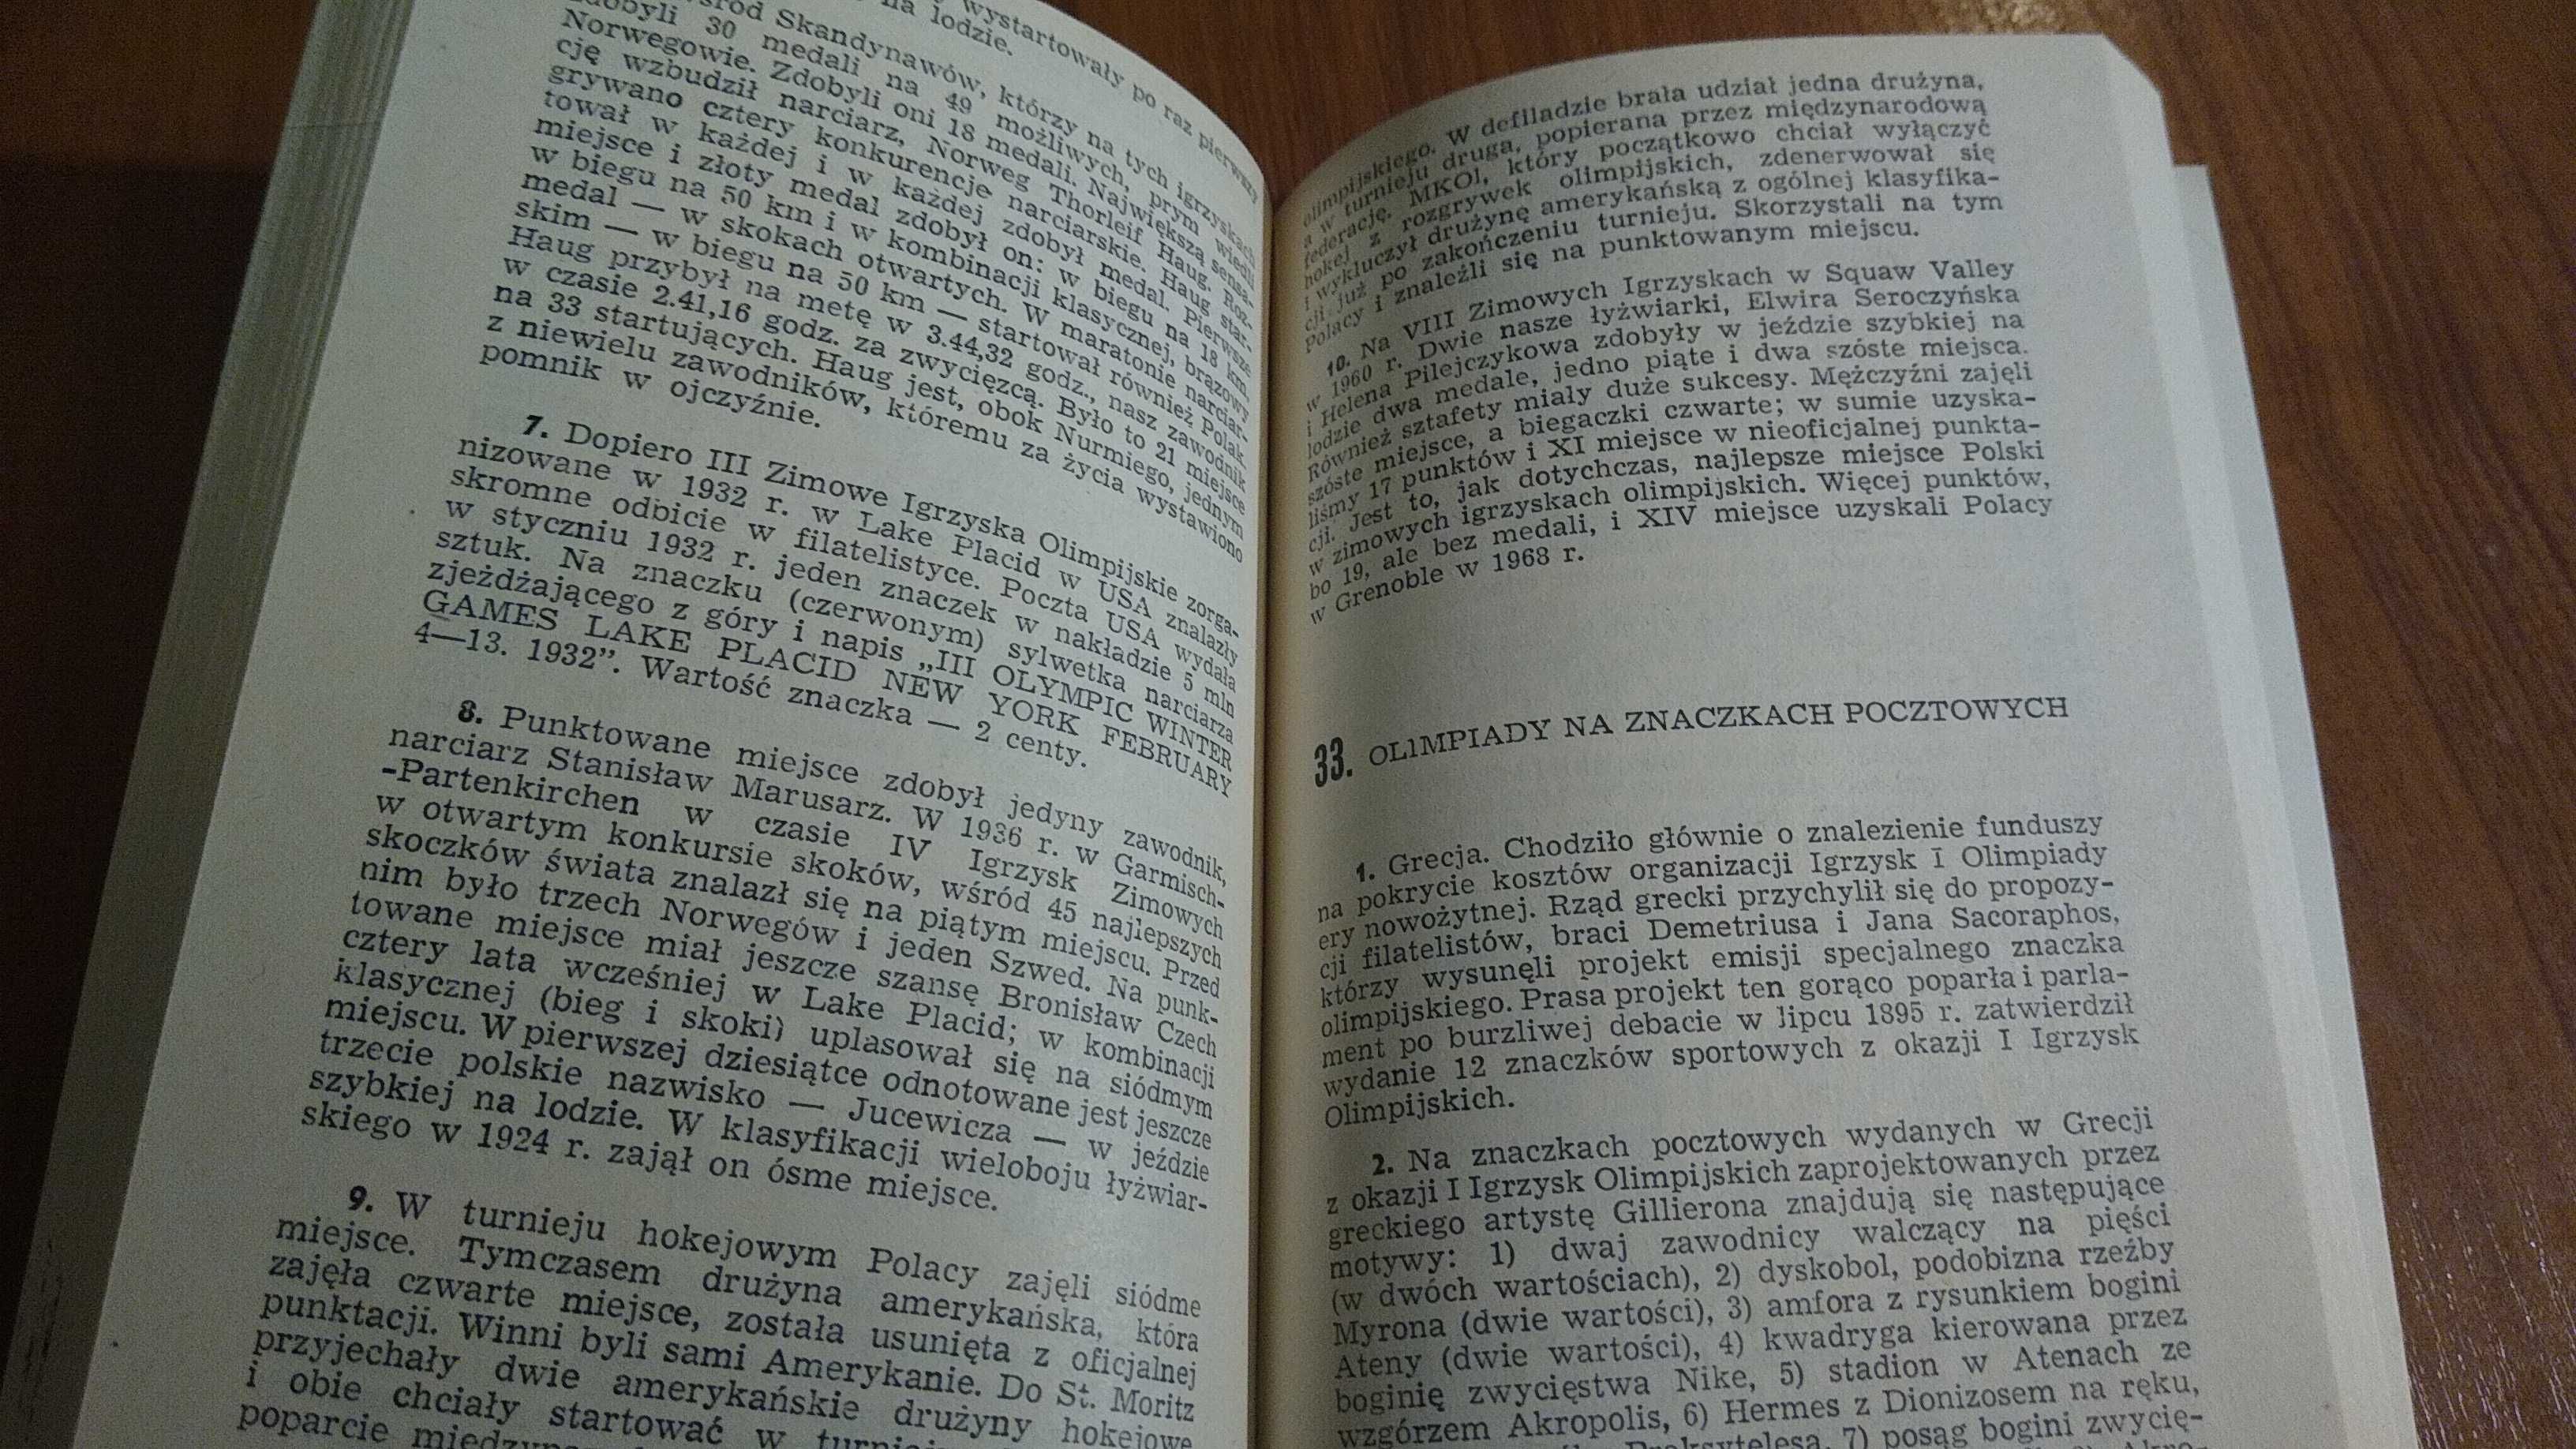 wystartowały po raz pierwszy
na lodzie.
śród Skandynawów, którzy na tych igrzyskach
zdobyli 30 medali na 49 możliwych, prym wiedli
Norwegowie. Zdobyli oni 18 medali. Największą sensa-
cję wzbudził narciarz, Norweg Thorleif Haug. Roz-
grywano cztery konkurencje narciarskie. Haug star-
tował w każdej i w każdej zdobył medal. Pierwsze
miejsce i złoty medal zdobył on: w biegu na 18 km,
w biegu na 50 km i w kombinacji klasycznej, brązowy
medal — w skokach otwartych. W maratonie narciar-
skim — w biegu na 50 km — startował również Polak.
Haug przybył na metę w 3.44,32 godz., nasz zawodnik
w czasie 2.41,16 godz. za zwycięzcą. Było to 21 miejsce
na 33 startujących. Haug jest, obok Nurmiego, jednym
z niewielu zawodników, któremu za życia wystawiono
pomnik w ojczyźnie.
7. Dopiero III Zimowe Igrzyska Olimpijskie zorga-
nizowane w 1932 r. w Lake Placid w USA znalazły
skromne odbicie w filatelistyce. Poczta USA wydała
w styczniu 1932 r. jeden znaczek w nakładzie 5 mln
sztuk. Na znaczku (czerwonym) sylwetka narciarza
zjeżdżającego z góry i napis „III OLYMPIC WINTER
GAMES LAKE PLACID NEW YORK FEBRUARY
4—13. 1932”. Wartość znaczka — 2 centy.
8. Punktowane miejsce zdobył jedyny zawodnik,
narciarz Stanisław Marusarz. W 1936 r. w Garmisch-
-Partenkirchen w czasie IV Igrzysk Zimowych
w otwartym konkursie skoków, wśród 45 najlepszych
skoczków świata znalazł się na piątym miejscu. Przed
nim było trzech Norwegów i jeden Szwed. Na punk-
towane miejsce miał jeszcze szansę Bronisław Czech
cztery lata wcześniej w Lake Placid; w kombinacji
klasycznej (bieg i skoki) uplasował się na siódmym
miejscu. W pierwszej dziesiątce odnotowane jest jeszcze
trzecie polskie nazwisko — Jucewicza — w jeździe
szybkiej na lodzie. W klasyfikacji wieloboju łyżwiar-
skiego w 1924 r. zajął on ósme miejsce.
9. W turnieju hokejowym Polacy zajęli siódme
miejsce. Tymczasem drużyna amerykańska, która
zajęła czwarte miejsce, została usunięta z oficjalnej
punktacji. Winni byli sami Amerykanie. Do St. Moritz
przyjechały dwie amerykańskie drużyny hokejowe
i obie chciały startować w
poparcie
olimpijskiego. W defiladzie brała udział jedna drużyna,
a w turnieju druga, popierana przez międzynarodową
federację. MKOl, który początkowo chciał wyłączyć
hokej z rozgrywek olimpijskich, zdenerwował się
i wykluczył drużynę amerykańską z ogólnej klasyfika-
cji, już po zakończeniu turnieju. Skorzystali na tym
Polacy i znaleźli się na punktowanym miejscu.
10. Na VIII Zimowych Igrzyskach w Squaw Valley
w 1960 r. Dwie nasze łyżwiarki, Elwira Seroczyńska
i Helena Pilejczykowa zdobyły w jeździe szybkiej na
lodzie dwa medale, jedno piąte i dwa szóste miejsca.
Również sztafety miały duże sukcesy. Mężczyźni zajęli
szóste miejsce, a biegaczki czwarte; w sumie uzyska-
liśmy 17 punktów i XI miejsce w nieoficjalnej punkta-
cji. Jest to, jak dotychczas, najlepsze miejsce Polski
w zimowych igrzyskach olimpijskich. Więcej punktów,
bo 19, ale bez medali, i XIV miejsce uzyskali Polacy
w Grenoble w 1968 r.
33. OLIMPIADY NA ZNACZKACH POCZTOWYCH
1. Grecja. Chodziło głównie o znalezienie funduszy
na pokrycie kosztów organizacji Igrzysk I Olimpiady
ery nowożytnej. Rząd grecki przychylił się do propozy-
cji filatelistów, braci Demetriusa i Jana Sacoraphos,
którzy wysunęli projekt emisji specjalnego znaczka
olimpijskiego. Prasa projekt ten gorąco poparła i parla-
ment po burzliwej debacie w lipcu 1895 r. zatwierdził
wydanie 12 znaczków sportowych z okazji I Igrzysk
Olimpijskich.
2. Na znaczkach pocztowych wydanych w Grecji
z okazji I Igrzysk Olimpijskich zaprojektowanych przez
greckiego artystę Gillierona znajdują się następujące
motywy: 1) dwaj zawodnicy walczący na pięści
(w dwóch wartościach), 2) dyskobol, podobizna rzeźby
Myrona (dwie wartości), 3) amfora z rysunkiem bogini
Ateny (dwie wartości), 4) kwadryga kierowana przez
boginię zwycięstwa Nike, 5) stadion w Atenach ze
wzgórzem Akropolis, 6) Hermes z Dionizosem na ręku,
7) posąg bogini zwycię-